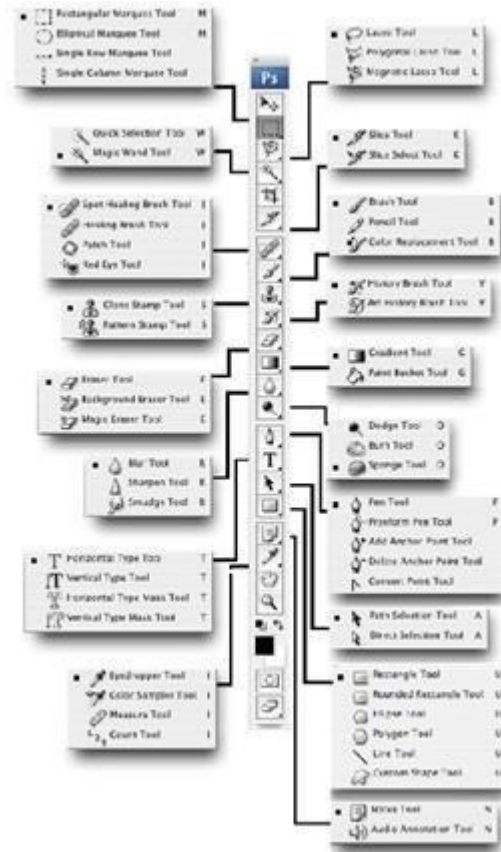 Rectangular Marquee Tool M
Elliptical Marquee Tool M
Single Row Marquee Tool
Single Column Marquee Tool
Lasso Tool L
Polygonal Lasso Tool L
Magnetic Lasso Tool L
Ps
Quick Selection Tool W
Magic Wand Tool W
Slice Tool K
Slice Select Tool K
Spot Healing Brush Tool J
Healing Brush Tool J
Patch Tool J
Red Eye Tool J
Brush Tool B
Pencil Tool B
Color Replacement Tool B
Clone Stamp Tool S
Pattern Stamp Tool S
History Brush Tool Y
Art History Brush Tool Y
Eraser Tool E
Background Eraser Tool E
Magic Eraser Tool E
Gradient Tool G
Paint Bucket Tool G
Blur Tool R
Sharpen Tool R
Smudge Tool R
Dodge Tool O
Burn Tool O
Sponge Tool O
Pen Tool P
Freeform Pen Tool P
Add Anchor Point Tool
Delete Anchor Point Tool
Convert Point Tool
Horizontal Type Tool T
Vertical Type Tool T
Horizontal Type Mask Tool T
Vertical Type Mask Tool T
Path Selection Tool A
Direct Selection Tool A
Eyedropper Tool I
Color Sampler Tool I
Measure Tool I
Count Tool I
Rectangle Tool U
Rounded Rectangle Tool U
Ellipse Tool U
Polygon Tool U
Line Tool U
Custom Shape Tool U
Notes Tool N
Audio Annotation Tool N